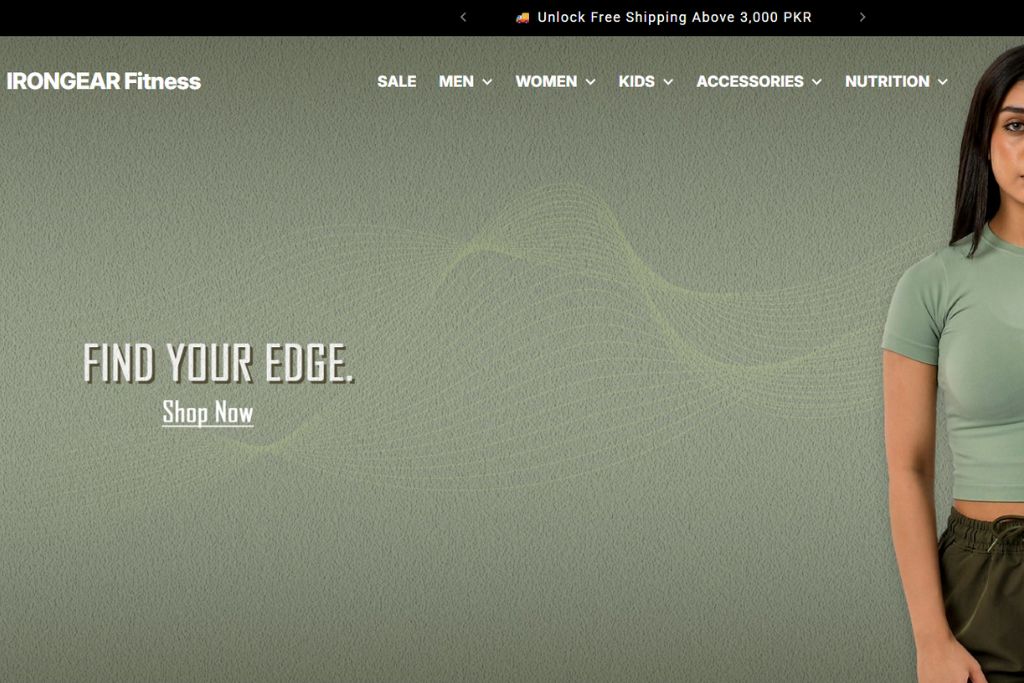 🚚 Unlock Free Shipping Above 3,000 PKR
IRONGEAR Fitness SALE MEN WOMEN KIDS ACCESSORIES NUTRITION
FIND YOUR EDGE.
Shop Now